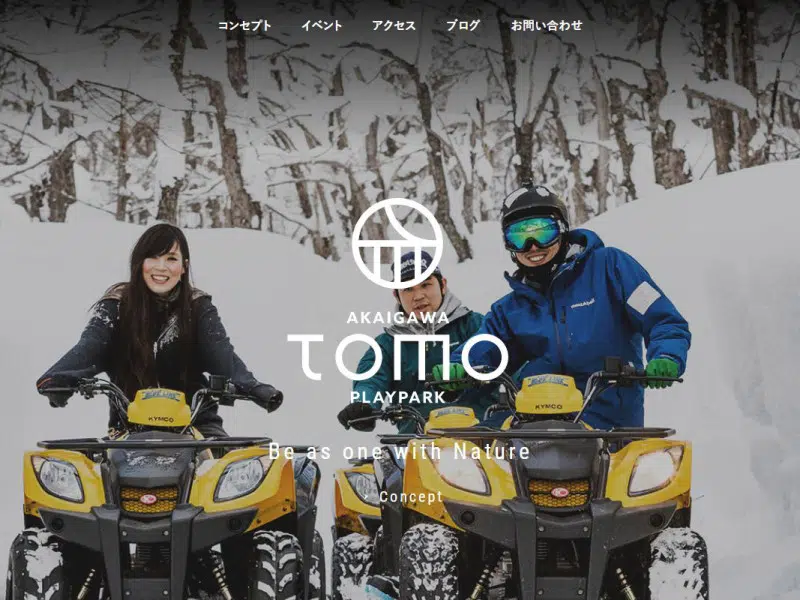 コンセプト イベント アクセス ブログ お問い合わせ
AKAIGAWA
TOMO
PLAYPARK
Be as one with Nature
> Concept
KYMCO
KYMCO